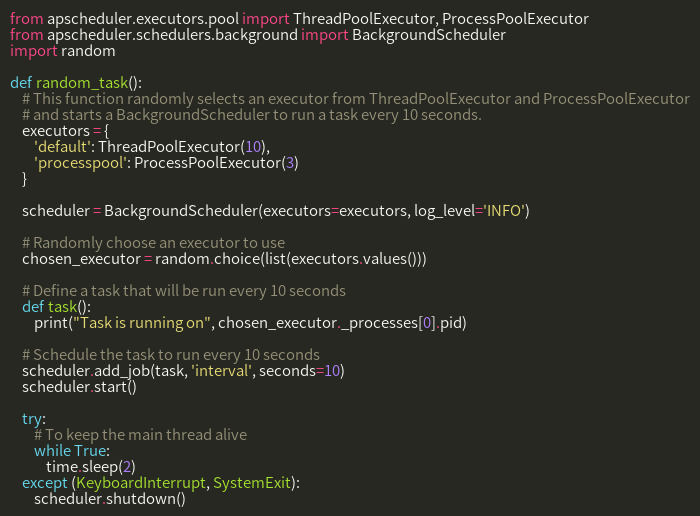 from apscheduler.executors.pool import ThreadPoolExecutor, ProcessPoolExecutor
from apscheduler.schedulers.background import BackgroundScheduler
import random

def random_task():
    # This function randomly selects an executor from ThreadPoolExecutor and ProcessPoolExecutor
    # and starts a BackgroundScheduler to run a task every 10 seconds.
    executors = {
        'default': ThreadPoolExecutor(10),
        'processpool': ProcessPoolExecutor(3)
    }

    scheduler = BackgroundScheduler(executors=executors, log_level='INFO')

    # Randomly choose an executor to use
    chosen_executor = random.choice(list(executors.values()))

    # Define a task that will be run every 10 seconds
    def task():
        print("Task is running on", chosen_executor._processes[0].pid)

    # Schedule the task to run every 10 seconds
    scheduler.add_job(task, 'interval', seconds=10)
    scheduler.start()

    try:
        # To keep the main thread alive
        while True:
            time.sleep(2)
    except (KeyboardInterrupt, SystemExit):
        scheduler.shutdown()